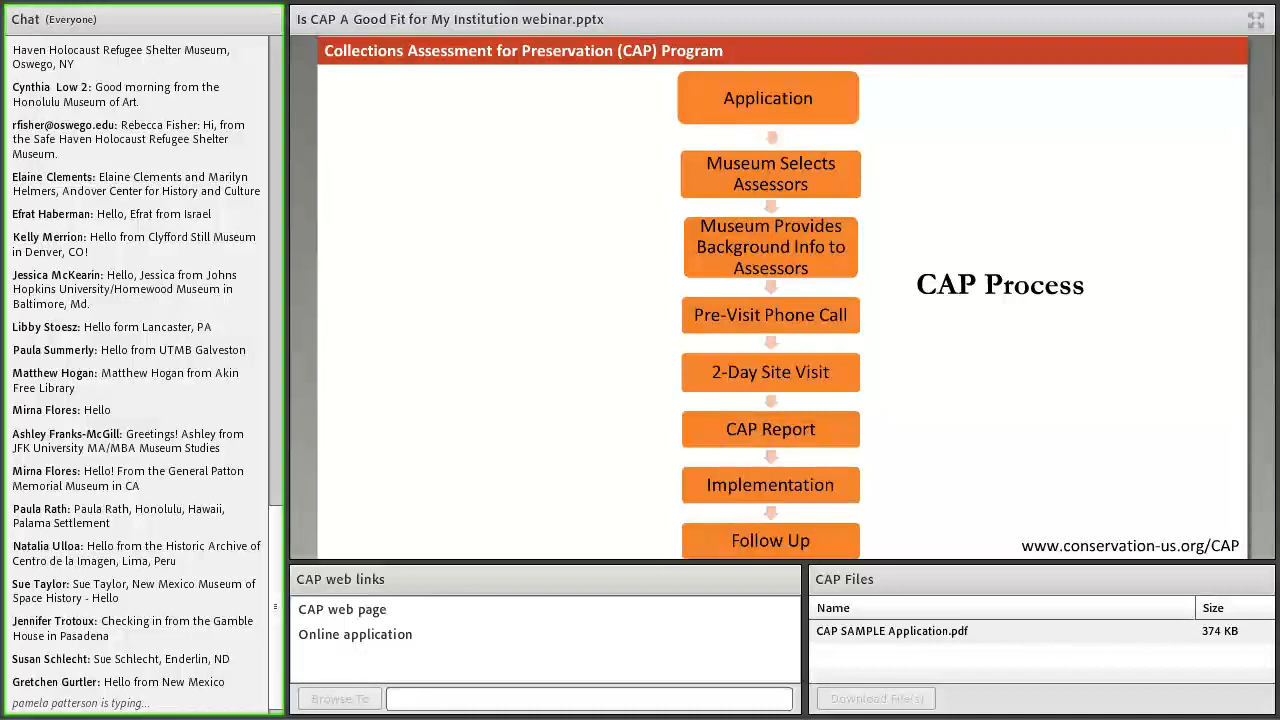 Chat (Everyone)
Haven Holocaust Refugee Shelter Museum,
Oswego, NY
Cynthia Low 2: Good morning from the
Honolulu Museum of Art.
rfisher@oswego.edu: Rebecca Fisher: Hi, from
the Safe Haven Holocaust Refugee Shelter
Museum.
Elaine Clements: Elaine Clements and Marilyn
Helmers, Andover Center for History and Culture
Efrat Haberman: Hello, Efrat from Israel
Kelly Merrion: Hello from Clyfford Still Museum
in Denver, CO!
Jessica McKearin: Hello, Jessica from Johns
Hopkins University/Homewood Museum in
Baltimore, Md.
Libby Stoesz: Hello form Lancaster, PA
Paula Summerly: Hello from UTMB Galveston
Matthew Hogan: Matthew Hogan from Akin
Free Library
Mirna Flores: Hello
Ashley Franks-McGill: Greetings! Ashley from
JFK University MA/MBA Museum Studies
Mirna Flores: Hello! From the General Patton
Memorial Museum in CA
Paula Rath: Paula Rath, Honolulu, Hawaii,
Palama Settlement
Natalia Ulloa: Hello from the Historic Archive of
Centro de la Imagen, Lima, Peru
Sue Taylor: Sue Taylor, New Mexico Museum of
Space History - Hello
Jennifer Trotoux: Checking in from the Gamble
House in Pasadena
Susan Schlecht: Sue Schlecht, Enderlin, ND
Gretchen Gurtler: Hello from New Mexico
pamela patterson is typing...
Is CAP A Good Fit for My Institution webinar.pptx
Collections Assessment for Preservation (CAP) Program
Application
Museum Selects
Assessors
Museum Provides
Background Info to
Assessors
Pre-Visit Phone Call
2-Day Site Visit
CAP Report
Implementation
Follow Up
CAP Process
www.conservation-us.org/CAP
CAP web links
CAP web page
Online application
Browse To
CAP Files
Name
Size
CAP SAMPLE Application.pdf
374 KB
Download File(s)